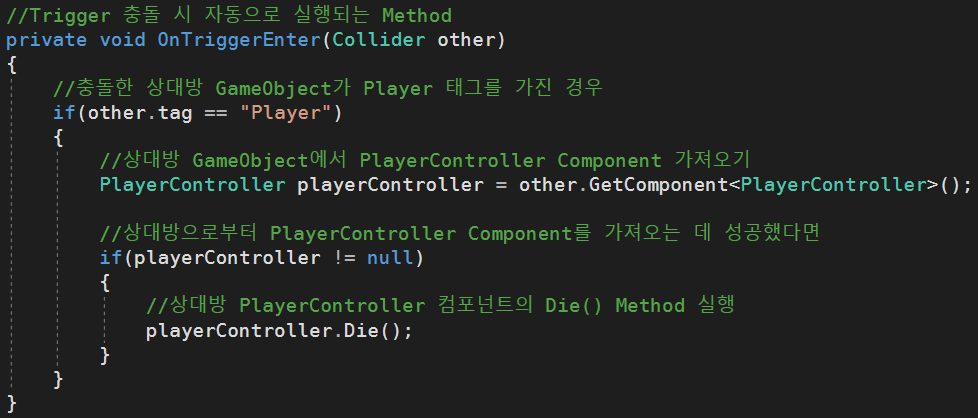 //Trigger 충돌 시 자동으로 실행되는 Method
private void OnTriggerEnter(Collider other)
{
    //충돌한 상대방 GameObject가 Player 태그를 가진 경우
    if(other.tag == "Player")
    {
        //상대방 GameObject에서 PlayerController Component 가져오기
        PlayerController playerController = other.GetComponent<PlayerController>();

        //상대방으로부터 PlayerController Component를 가져오는 데 성공했다면
        if(playerController != null)
        {
            //상대방 PlayerController 컴포넌트의 Die() Method 실행
            playerController.Die();
        }
    }
}